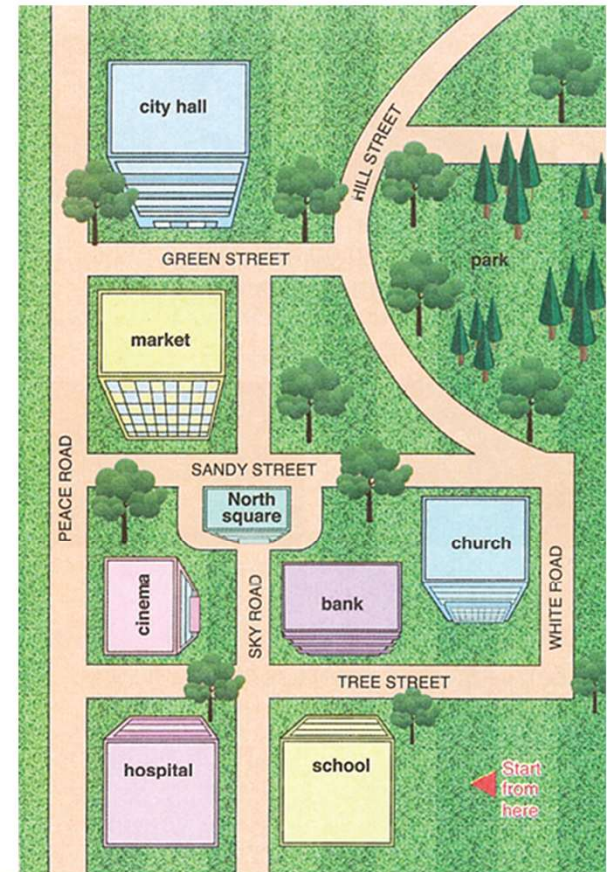 city hall
HILL STREET
GREEN STREET
park
market
PEACE ROAD
SANDY STREET
North
square
church
cinema
SKY ROAD
bank
WHITE ROAD
TREE STREET
hospital
school
Start
from
here